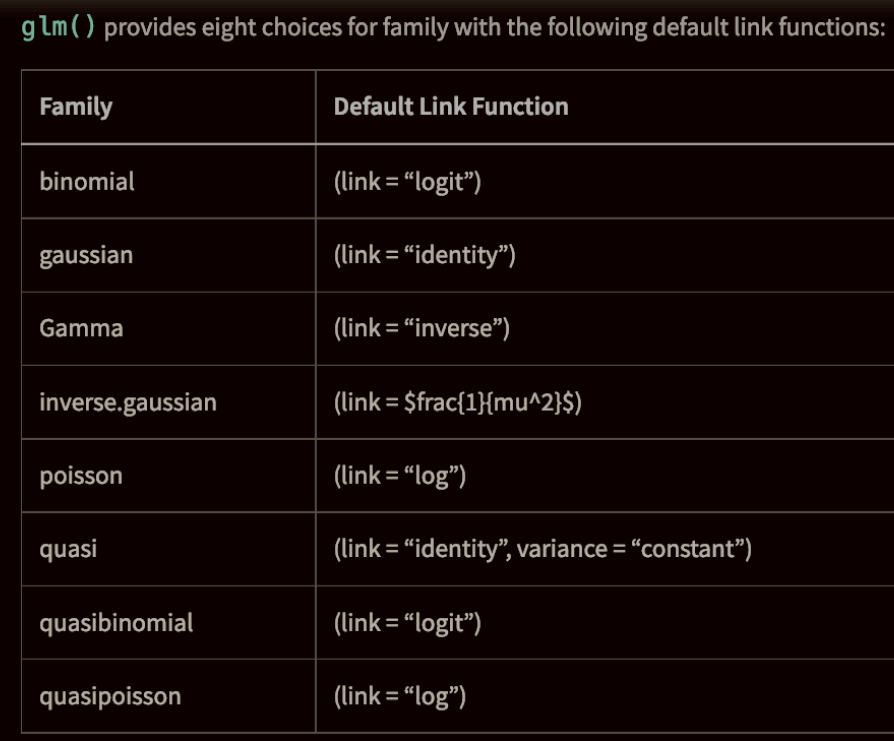 glm() provides eight choices for family with the following default link functions:
Family Default Link Function
binomial (link = “logit”)
gaussian (link = “identity”)
Gamma (link = “inverse”)
inverse.gaussian (link = $frac{1}{mu^2}$)
poisson (link = “log”)
quasi (link = “identity”, variance = “constant”)
quasibinomial (link = “logit”)
quasipoisson (link = “log”)